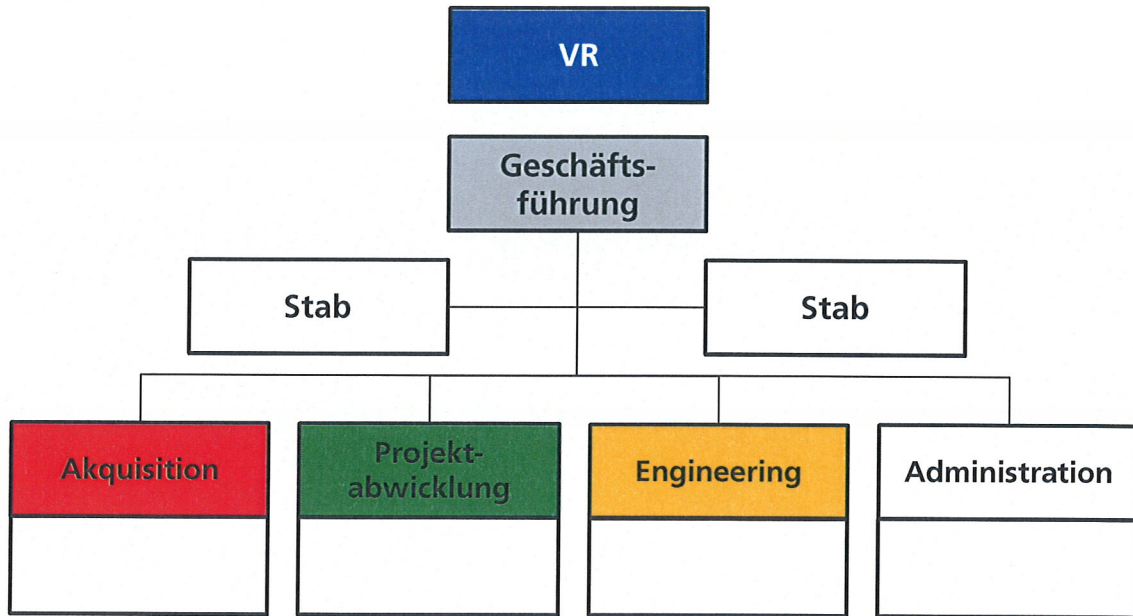 VR
Geschäfts-
führung
Stab
Stab
Akquisition
Projekt-
abwicklung
Engineering
Administration